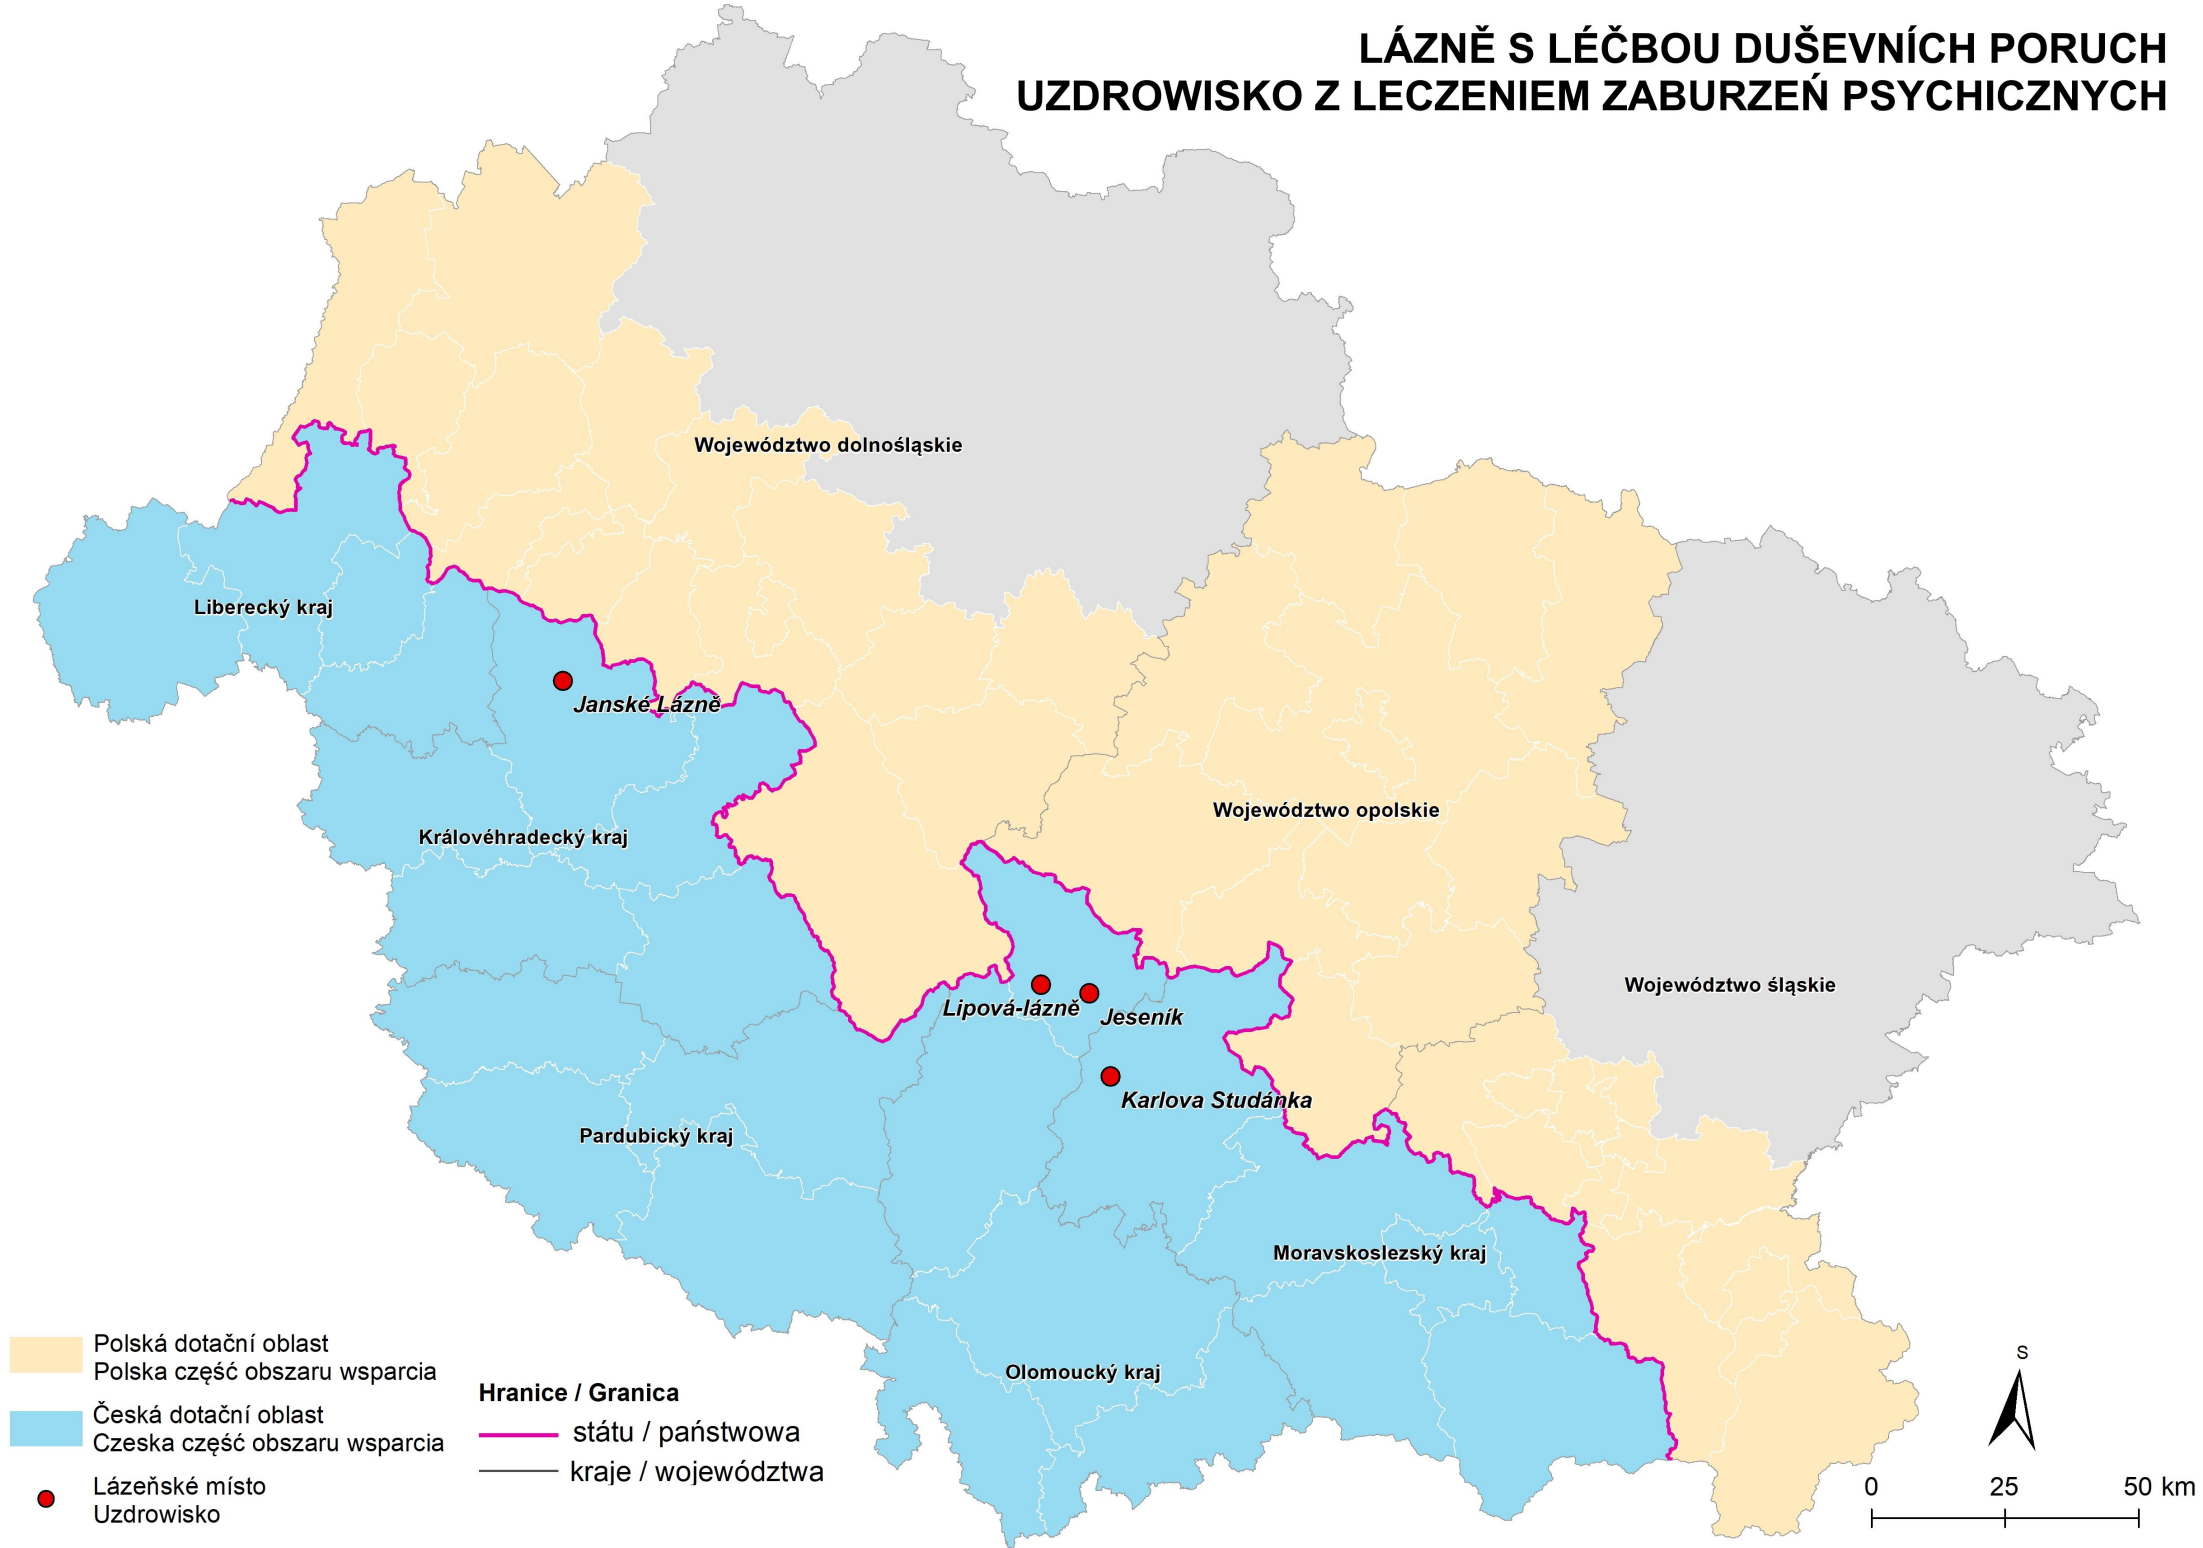 LÁZNĚ S LÉČBOU DUŠEVNÍCH PORUCH
UZDROWISKO Z LECZENIEM ZABURZEŃ PSYCHICZNYCH
Województwo dolnośląskie
Liberecký kraj
Janské Lázně
Województwo opolskie
Královéhradecký kraj
Województwo śląskie
Lipová-lázně
Jeseník
Karlova Studánka
Pardubický kraj
Moravskoslezský kraj
Olomoucký kraj
Polská dotační oblast
Polska część obszaru wsparcia
Česká dotační oblast
Czeska część obszaru wsparcia
Lázeňské místo
Uzdrowisko
Hranice / Granica
státu / państwowa
kraje / województwa
S
0 25 50 km